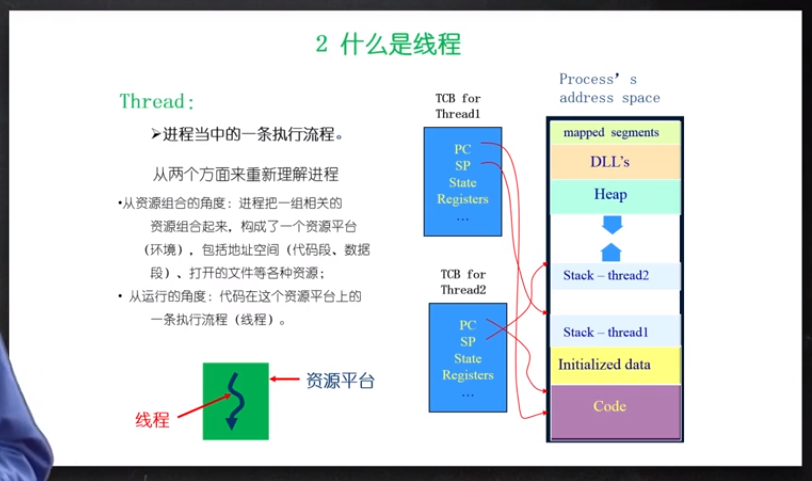 2 什么是线程
Thread:
➢进程当中的一条执行流程。
从两个方面来重新理解进程
•从资源组合的角度: 进程把一组相关的
资源组合起来, 构成了一个资源平台
(环境), 包括地址空间 (代码段、数据
段)、打开的文件等各种资源;
• 从运行的角度: 代码在这个资源平台上的
一条执行流程 (线程)。
资源平台
线程
TCB for
Thread1
PC
SP
State
Registers
...
TCB for
Thread2
PC
SP
State
Registers
...
Process's
address space
mapped segments
DLL's
Heap
Stack – thread2
Stack – thread1
Initialized data
Code